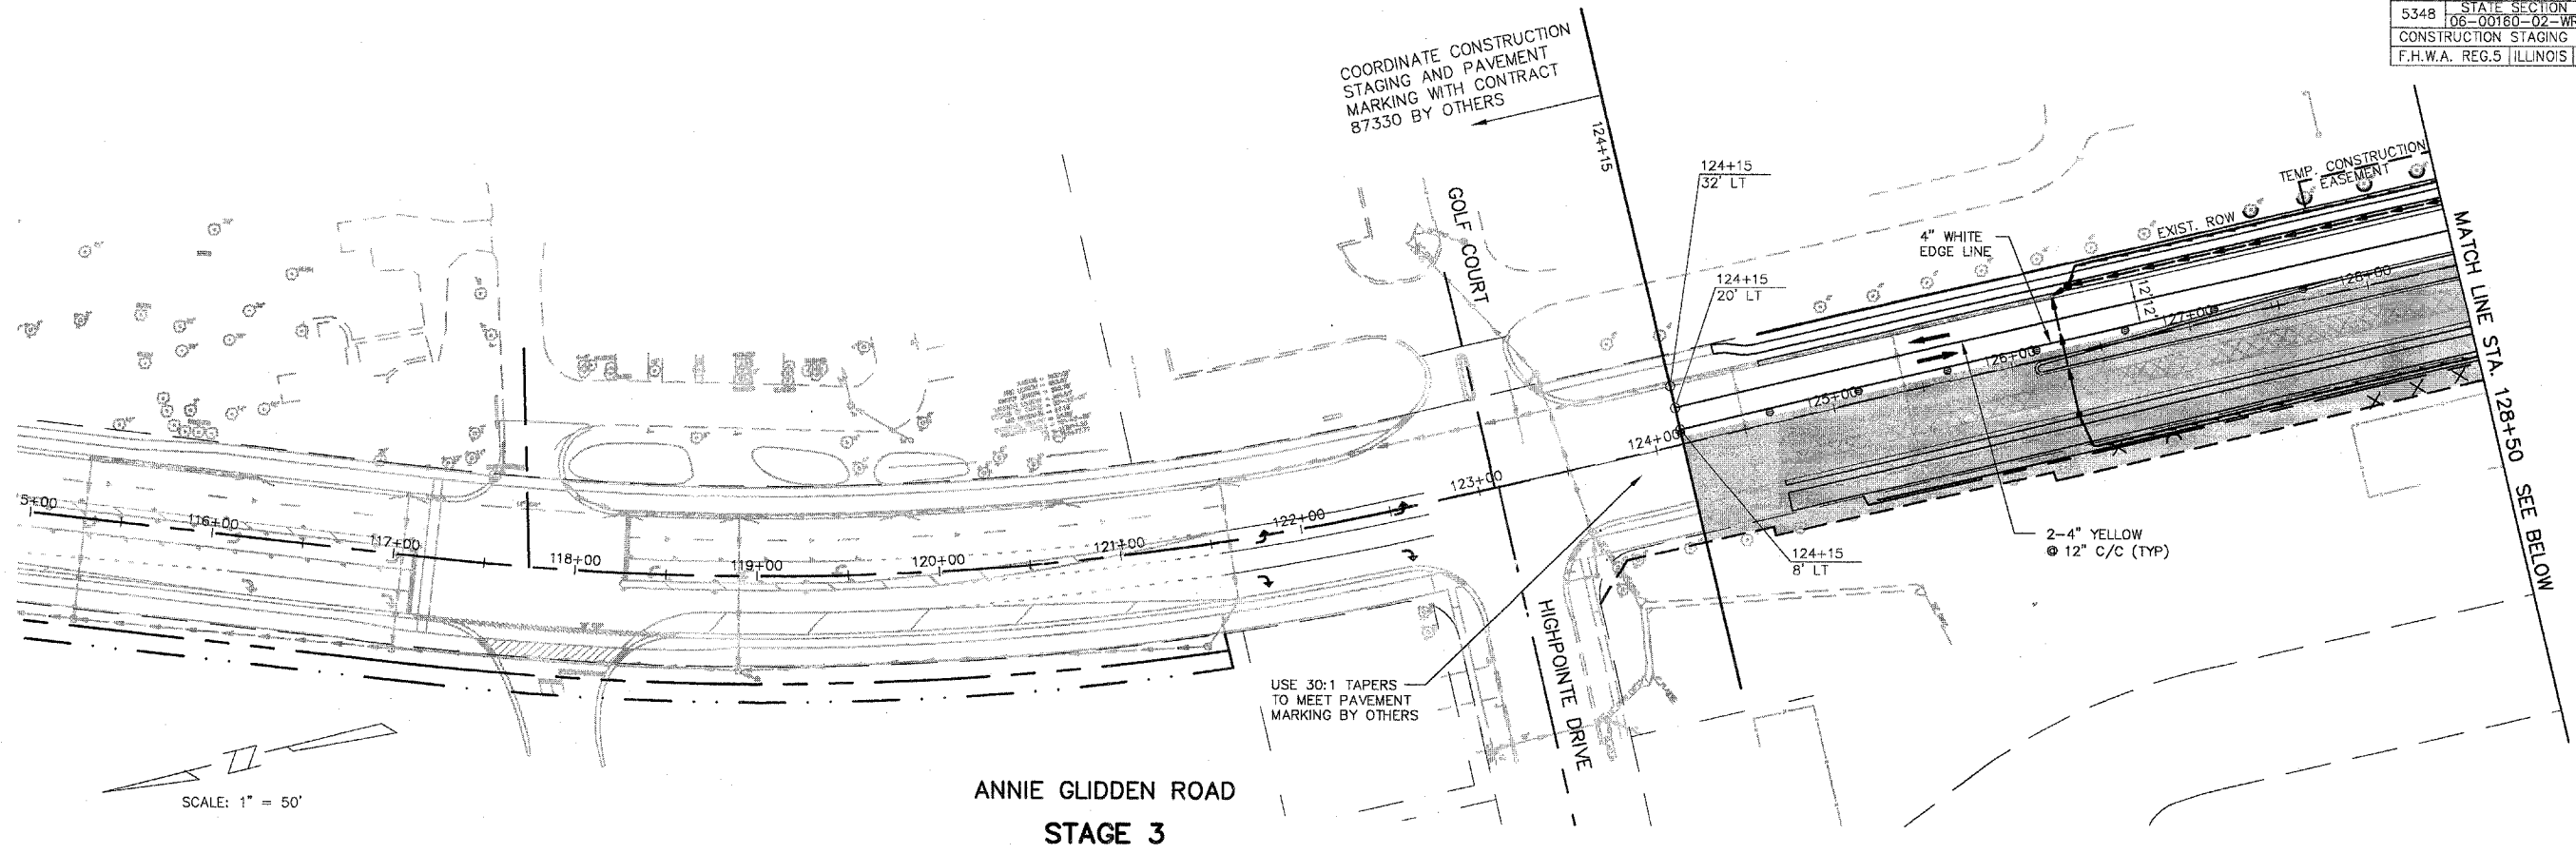 5348 STATE SECTION
06-00160-02-WR
CONSTRUCTION STAGING
F.H.W.A. REG.5 ILLINOIS
COORDINATE CONSTRUCTION
STAGING AND PAVEMENT
MARKING WITH CONTRACT
87330 BY OTHERS
124+15
124+15
32' LT
124+15
20' LT
GOLF COURT
TEMP. CONSTRUCTION
EASEMENT
EXIST. ROW
4" WHITE
EDGE LINE
12'
12'
MATCH LINE STA. 128+50 SEE BELOW
5+00
116+00
117+00
118+00
119+00
120+00
121+00
122+00
123+00
124+00
125+00
126+00
127+00
128+00
2-4" YELLOW
@ 12" C/C (TYP)
124+15
8' LT
HIGHPOINTE DRIVE
USE 30:1 TAPERS
TO MEET PAVEMENT
MARKING BY OTHERS
SCALE: 1" = 50'
ANNIE GLIDDEN ROAD
STAGE 3